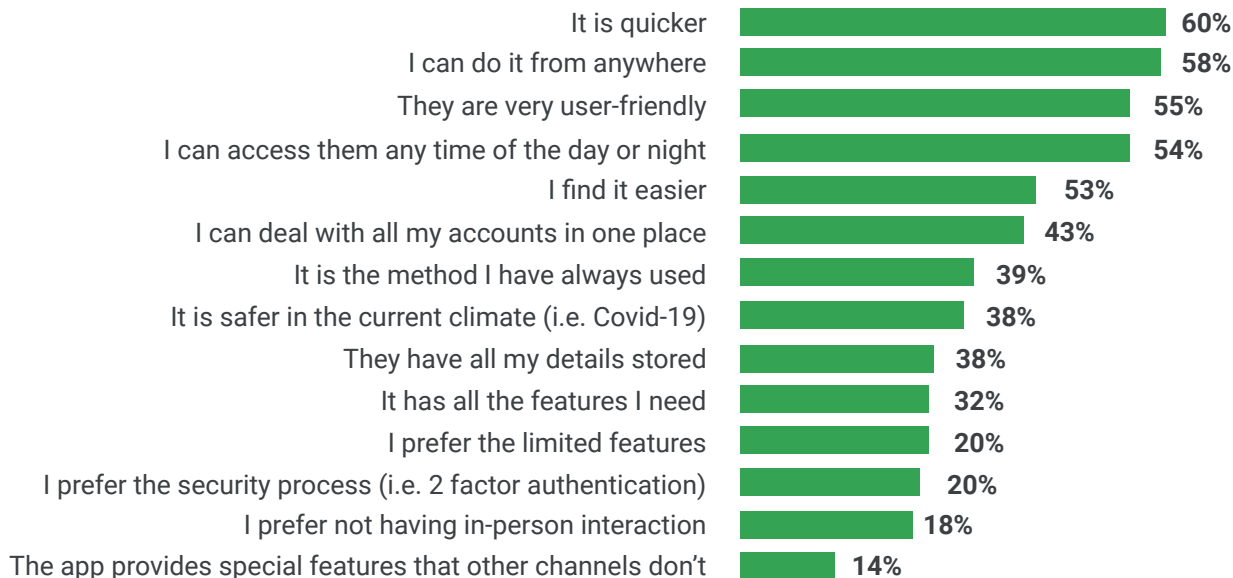 It is quicker 60%
I can do it from anywhere 58%
They are very user-friendly 55%
I can access them any time of the day or night 54%
I find it easier 53%
I can deal with all my accounts in one place 43%
It is the method I have always used 39%
It is safer in the current climate (i.e. Covid-19) 38%
They have all my details stored 38%
It has all the features I need 32%
I prefer the limited features 20%
I prefer the security process (i.e. 2 factor authentication) 20%
I prefer not having in-person interaction 18%
The app provides special features that other channels don’t 14%